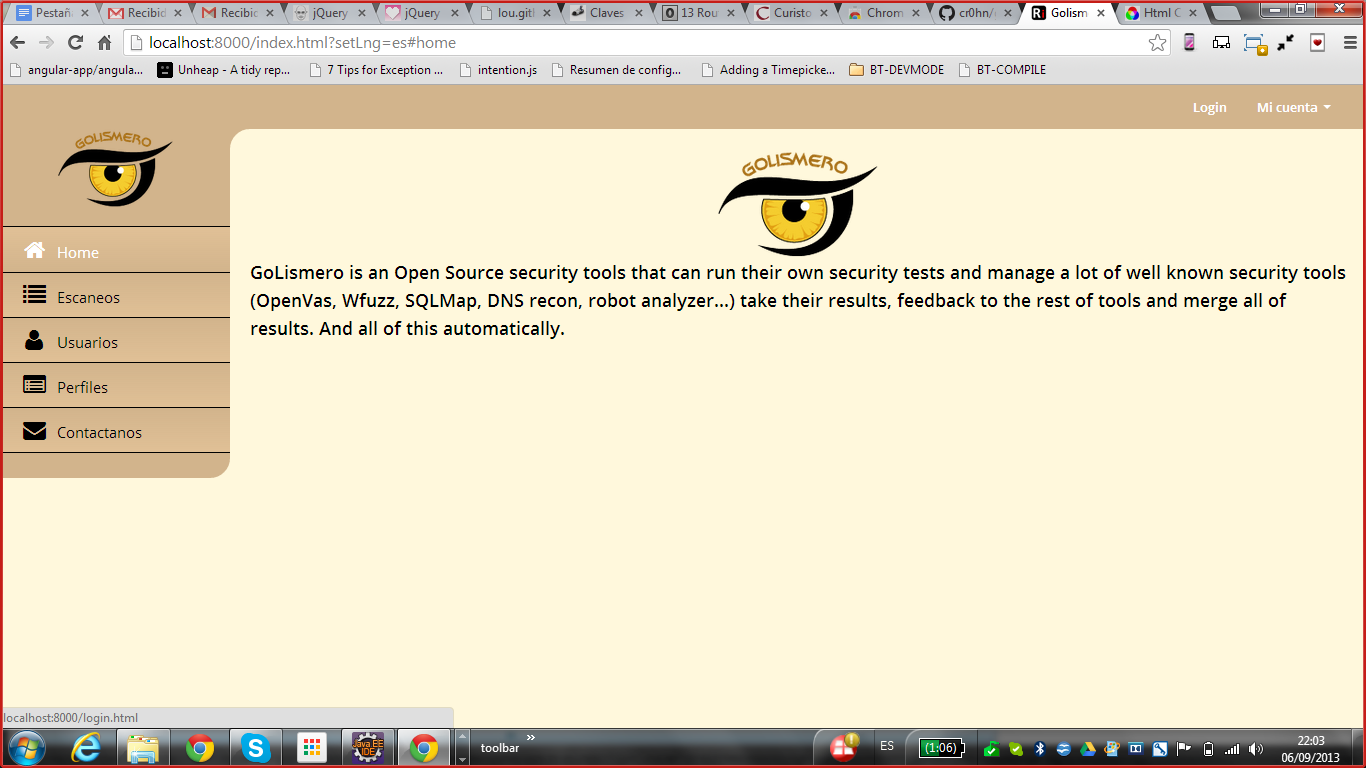 Pestañ
Recibid
Recibic
jQuery
jQuery
lou.gitl
Claves
13 Rou
Curisto
Chrom
cr0hn/
Golism
Html C
localhost:8000/index.html?setLng=es#home
angular-app/angula...
Unheap - A tidy rep...
7 Tips for Exception ...
intention.js
Resumen de config...
Adding a Timepicke...
BT-DEVMODE
BT-COMPILE
Login
Mi cuenta
GOLISMERO
GOLISMERO
Home
Escaneos
Usuarios
Perfiles
Contactanos
GoLismero is an Open Source security tools that can run their own security tests and manage a lot of well known security tools
(OpenVas, Wfuzz, SQLMap, DNS recon, robot analyzer...) take their results, feedback to the rest of tools and merge all of
results. And all of this automatically.
localhost:8000/login.html
Java EE
IDE
toolbar
ES
(1:06)
22:03
06/09/2013